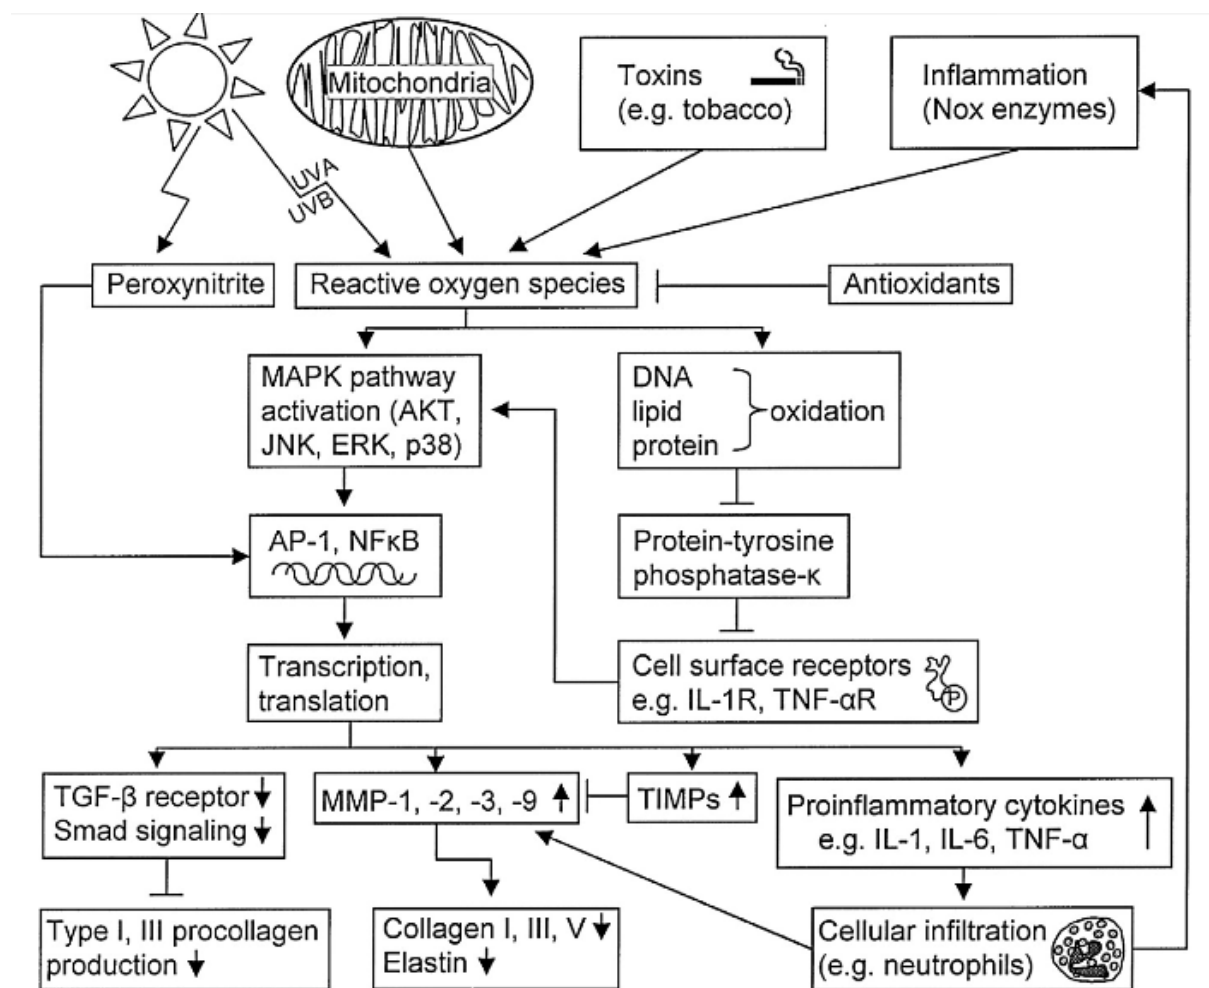 Mitochondria
Toxins
(e.g. tobacco)
Inflammation
(Nox enzymes)
UVA
UVB
Peroxynitrite
Reactive oxygen species
Antioxidants
MAPK pathway
activation (AKT,
JNK, ERK, p38)
DNA
lipid
protein
oxidation
AP-1, NFκB
Protein-tyrosine
phosphatase-κ
Transcription,
translation
Cell surface receptors
e.g. IL-1R, TNF-αR
P
TGF-β receptor
Smad signaling
MMP-1, -2, -3, -9
TIMPs
Proinflammatory cytokines
e.g. IL-1, IL-6, TNF-α
Type I, III procollagen
production
Collagen I, III, V
Elastin
Cellular infiltration
(e.g. neutrophils)